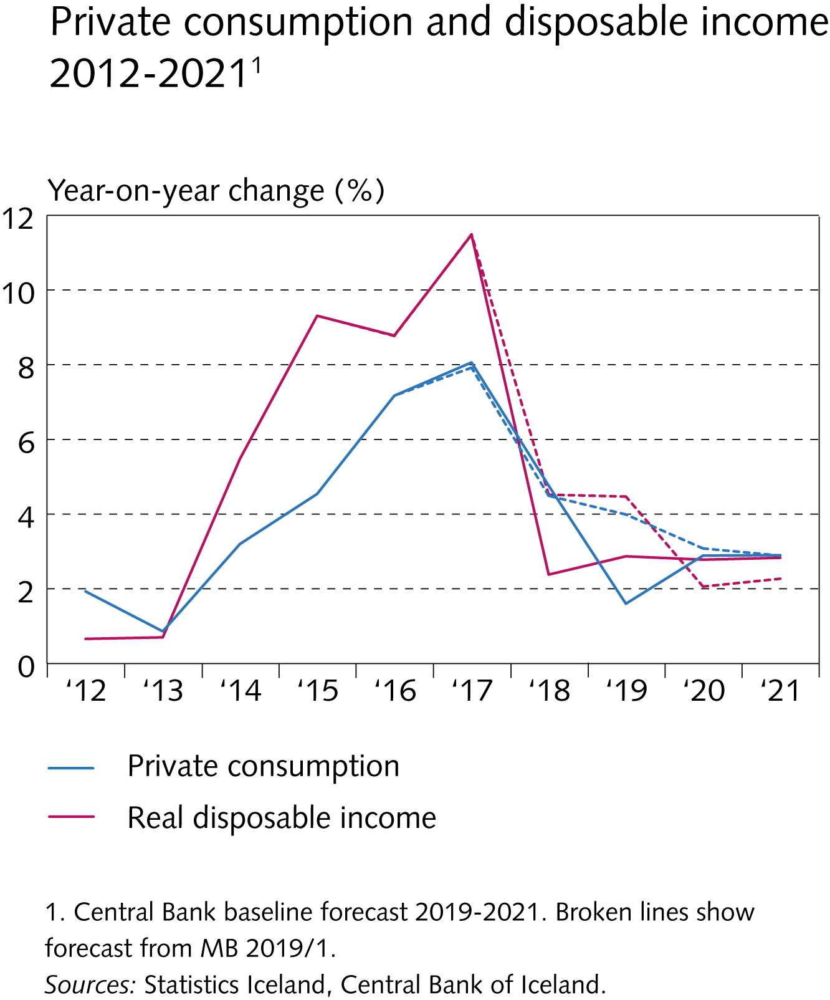 Private consumption and disposable income
2012-2021¹
Year-on-year change (%)
12
10
8
6
4
2
0
‘12 ‘13 ‘14 ‘15 ‘16 ‘17 ‘18 ‘19 ‘20 ‘21
Private consumption
Real disposable income
1. Central Bank baseline forecast 2019-2021. Broken lines show
forecast from MB 2019/1.
Sources: Statistics Iceland, Central Bank of Iceland.